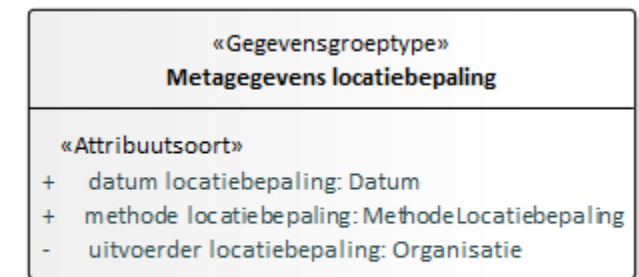 «Gegevensgroeptype»
Metagegevens locatiebepaling
«Attribuutsoort»
+ datum locatiebepaling: Datum
+ methode locatiebepaling: MethodeLocatiebepaling
- uitvoerder locatiebepaling: Organisatie